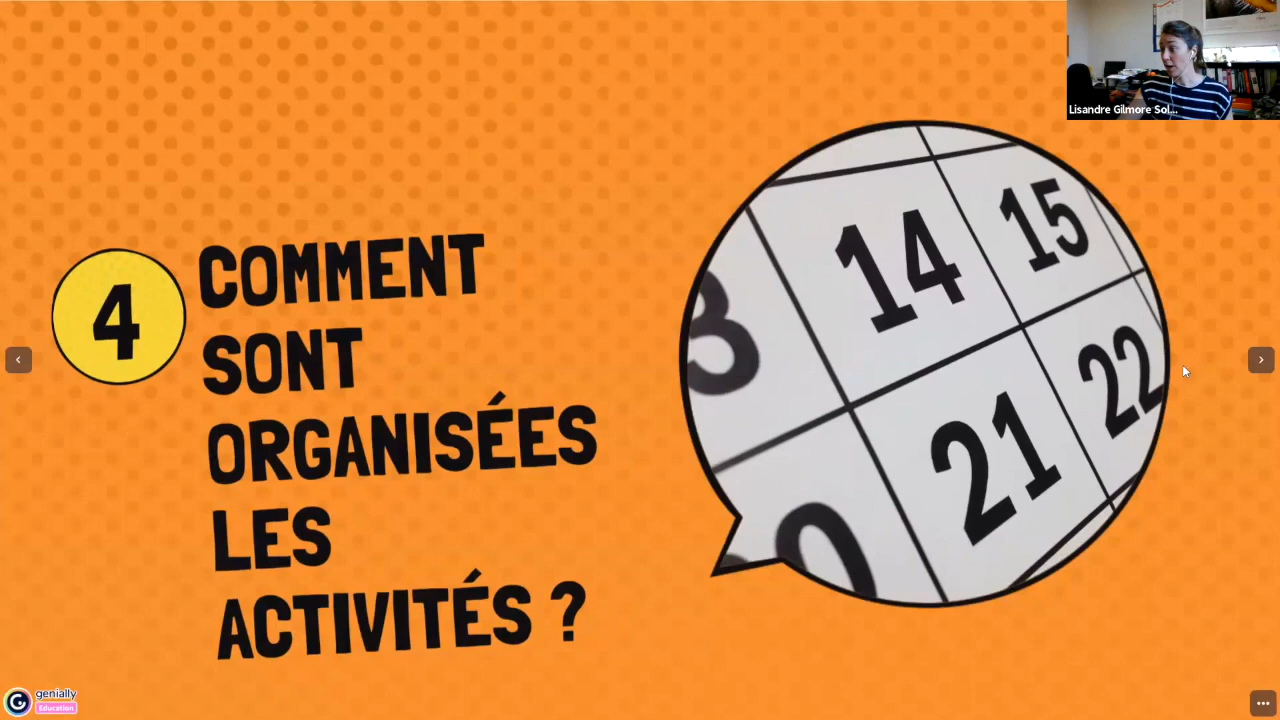 Lisandre Gilmore Sol...
4
COMMENT
SONT
ORGANISÉES
LES
ACTIVITÉS ?
14
15
21
22
genially
Education